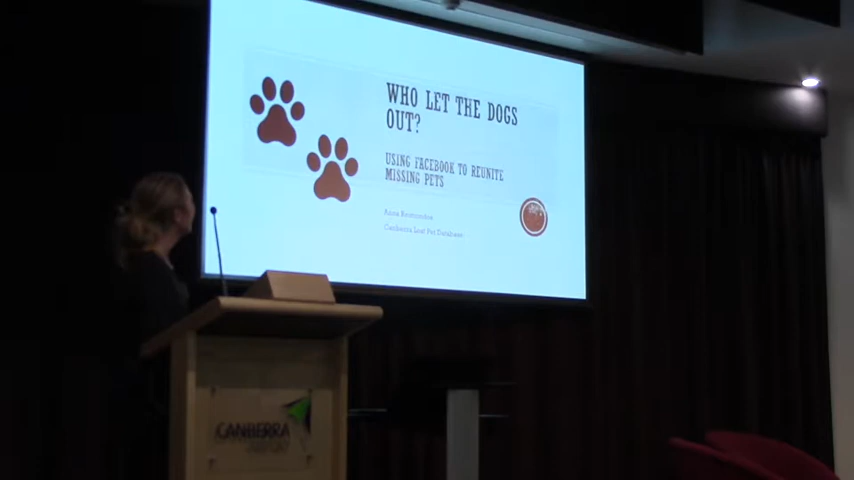 WHO LET THE DOGS
OUT?
USING FACEBOOK TO REUNITE
MISSING PETS
Canberra Lost Pet Database
CANBERRA